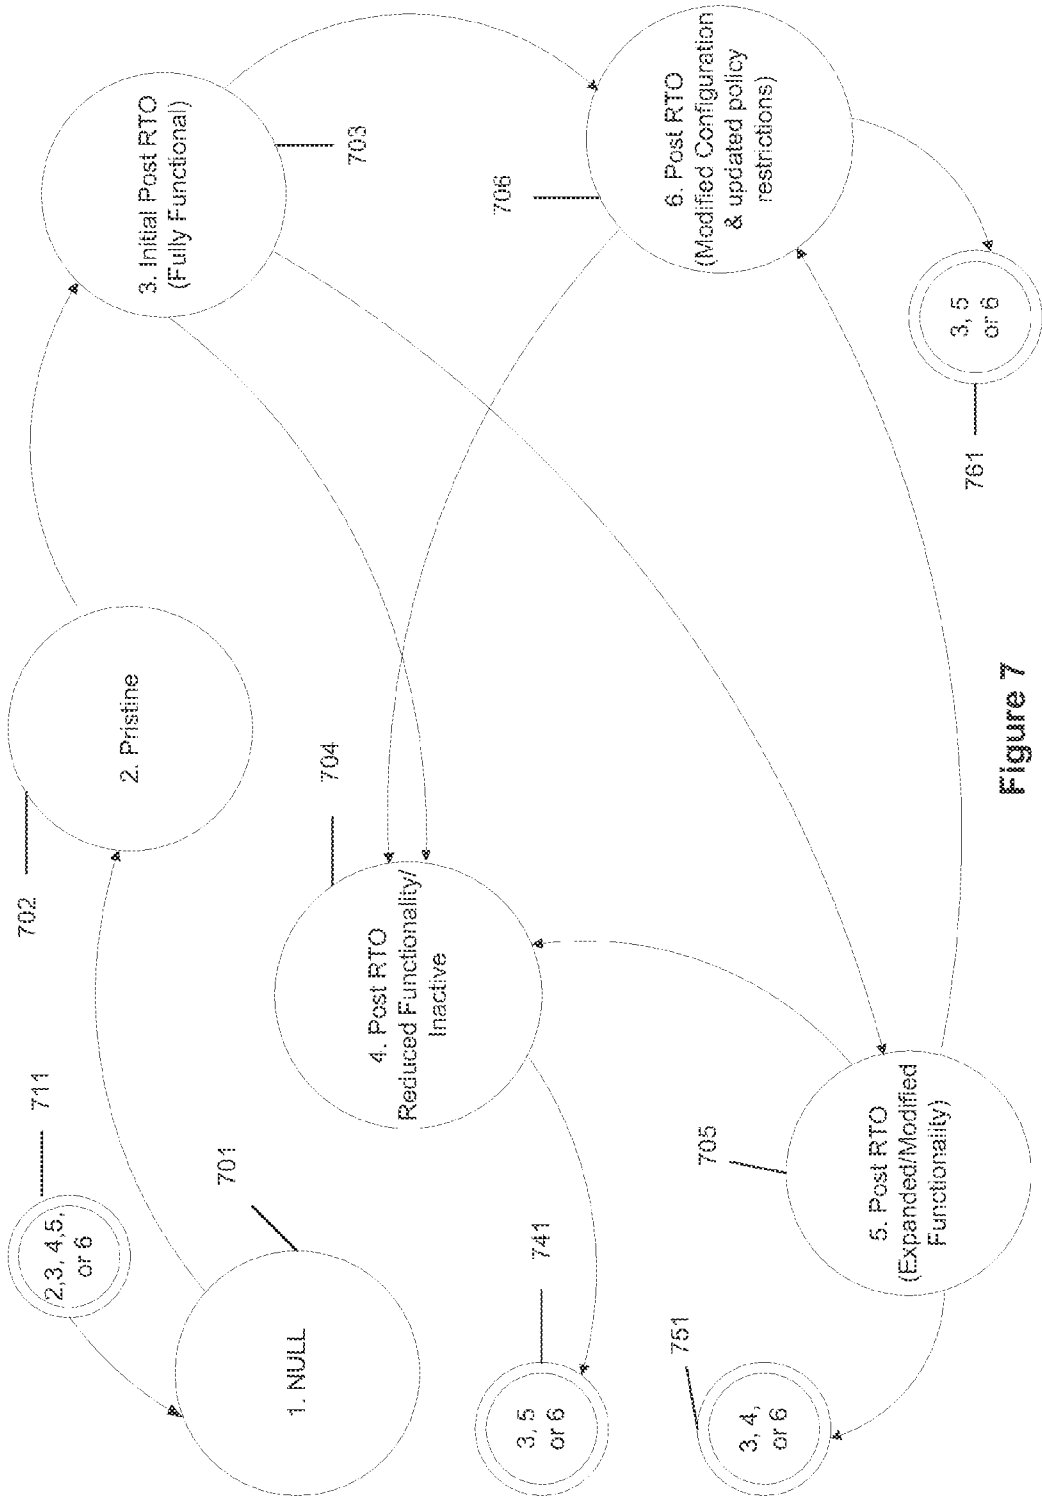 711
2,3, 4,5,
or 6
701
1. NULL
702
2. Pristine
3. Initial Post RTO
(Fully Functional)
703
704
4. Post RTO
Reduced Functionality/
Inactive
741
3, 5
or 6
706
6. Post RTO
(Modified Configuration
& updated policy
restrictions)
705
5. Post RTO
(Expanded/Modified
Functionality)
751
3, 4,
or 6
3, 5
or 6
761
Figure 7